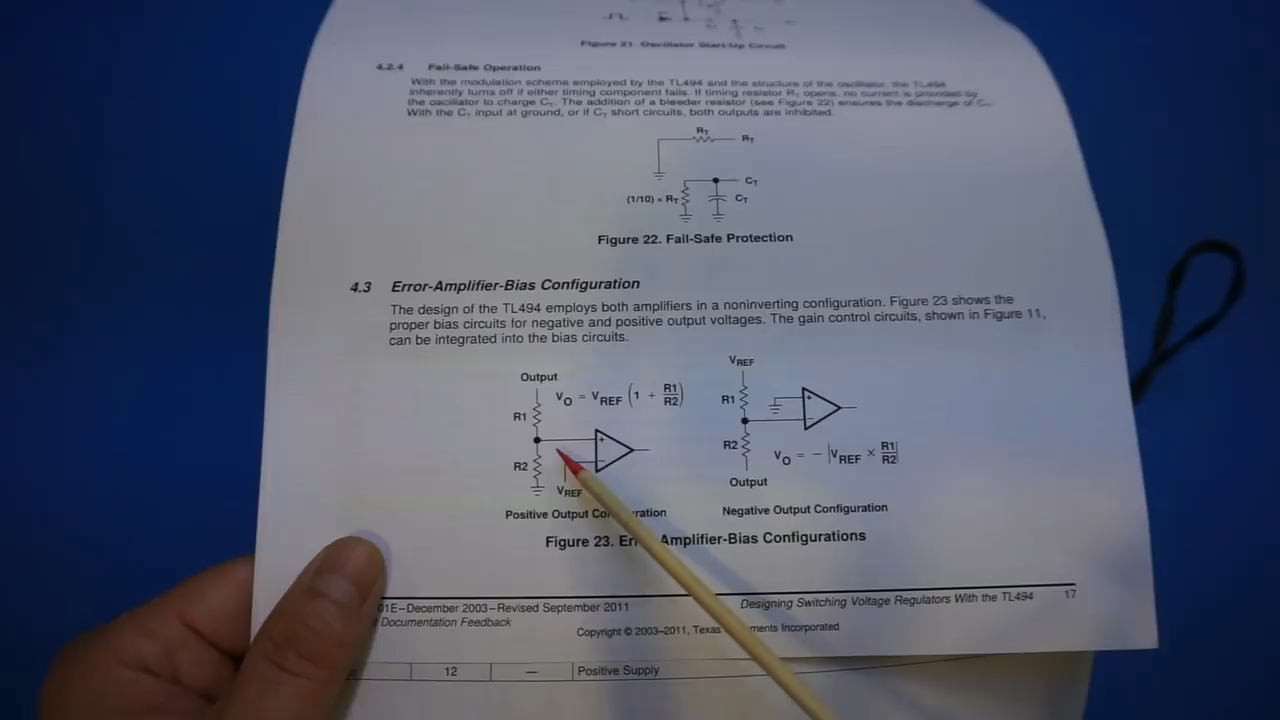 Figure 21. Oscillator Start-Up Circuit
4.2.4 Fail-Safe Operation
With the modulation scheme employed by the TL494 and the structure of the oscillator, the TL494
inherently turns off if either timing component fails. If timing resistor RT opens, no current is provided by
the oscillator to charge CT. The addition of a bleeder resistor (see Figure 22) ensures the discharge of CT.
With the CT input at ground, or if CT short circuits, both outputs are inhibited.
RT
RT
CT
(1/10) × RT
CT
Figure 22. Fail-Safe Protection
4.3 Error-Amplifier-Bias Configuration
The design of the TL494 employs both amplifiers in a noninverting configuration. Figure 23 shows the
proper bias circuits for negative and positive output voltages. The gain control circuits, shown in Figure 11,
can be integrated into the bias circuits.
Output
VO = VREF (1 + R1/R2)
R1
R2
VREF
Positive Output Co ration
VREF
R1
R2
VO = − |VREF × R1/R2|
Output
Negative Output Configuration
Figure 23. Er Amplifier-Bias Configurations
01E–December 2003–Revised September 2011
Documentation Feedback
Designing Switching Voltage Regulators With the TL494 17
Copyright © 2003–2011, Texas ments Incorporated
12 — Positive Supply